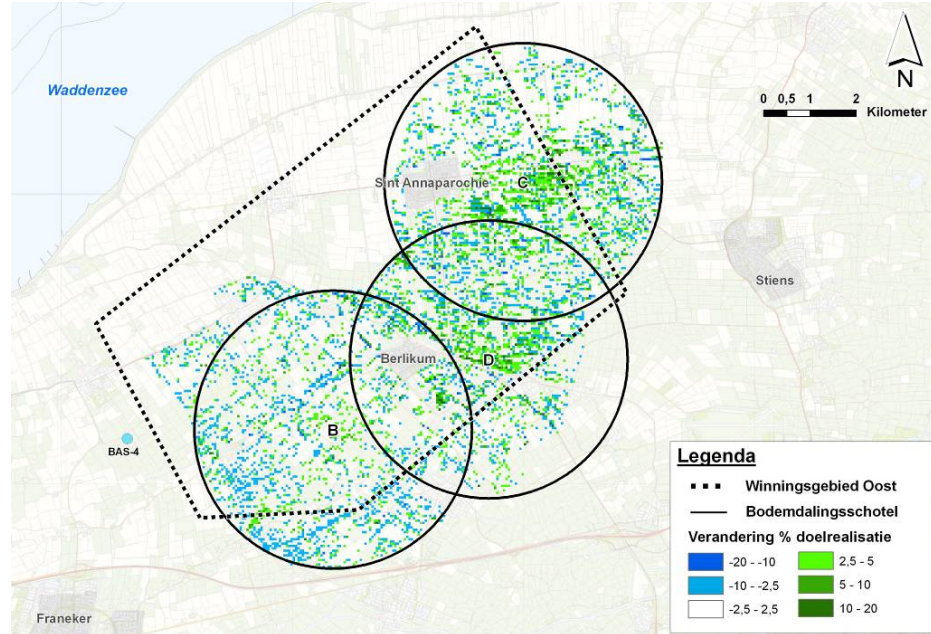 Waddenzee
N
0 0,5 1 2
Kilometer
Sint Annaparochie
C
Stiens
Berlikum
D
B
BAS-4
Franeker
Legenda
Winningsgebied Oost
Bodemdalingsschotel
Verandering % doelrealisatie
-20 - -10 2,5 - 5
-10 - -2,5 5 - 10
-2,5 - 2,5 10 - 20